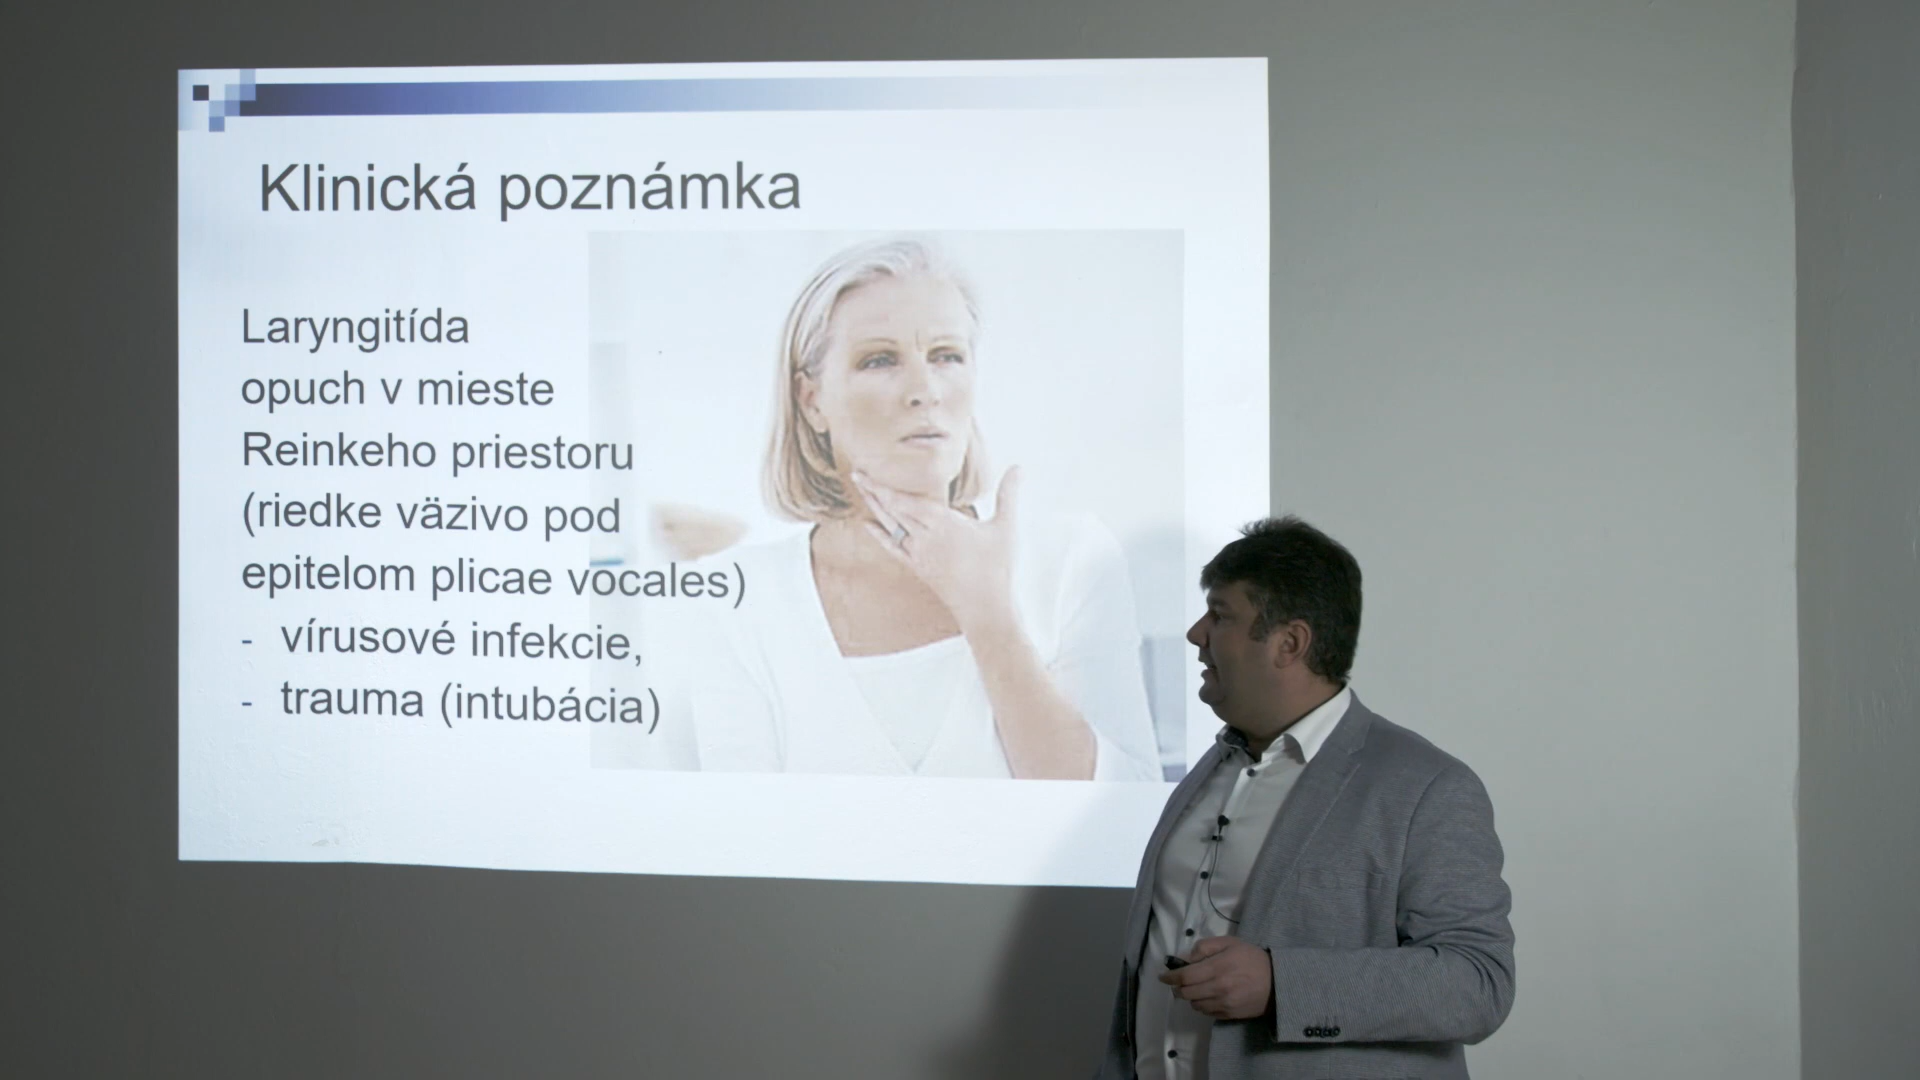 Klinická poznámka
Laryngitída
opuch v mieste
Reinkeho priestoru
(riedke väzivo pod
epitelom plicae vocales)
- vírusové infekcie,
- trauma (intubácia)